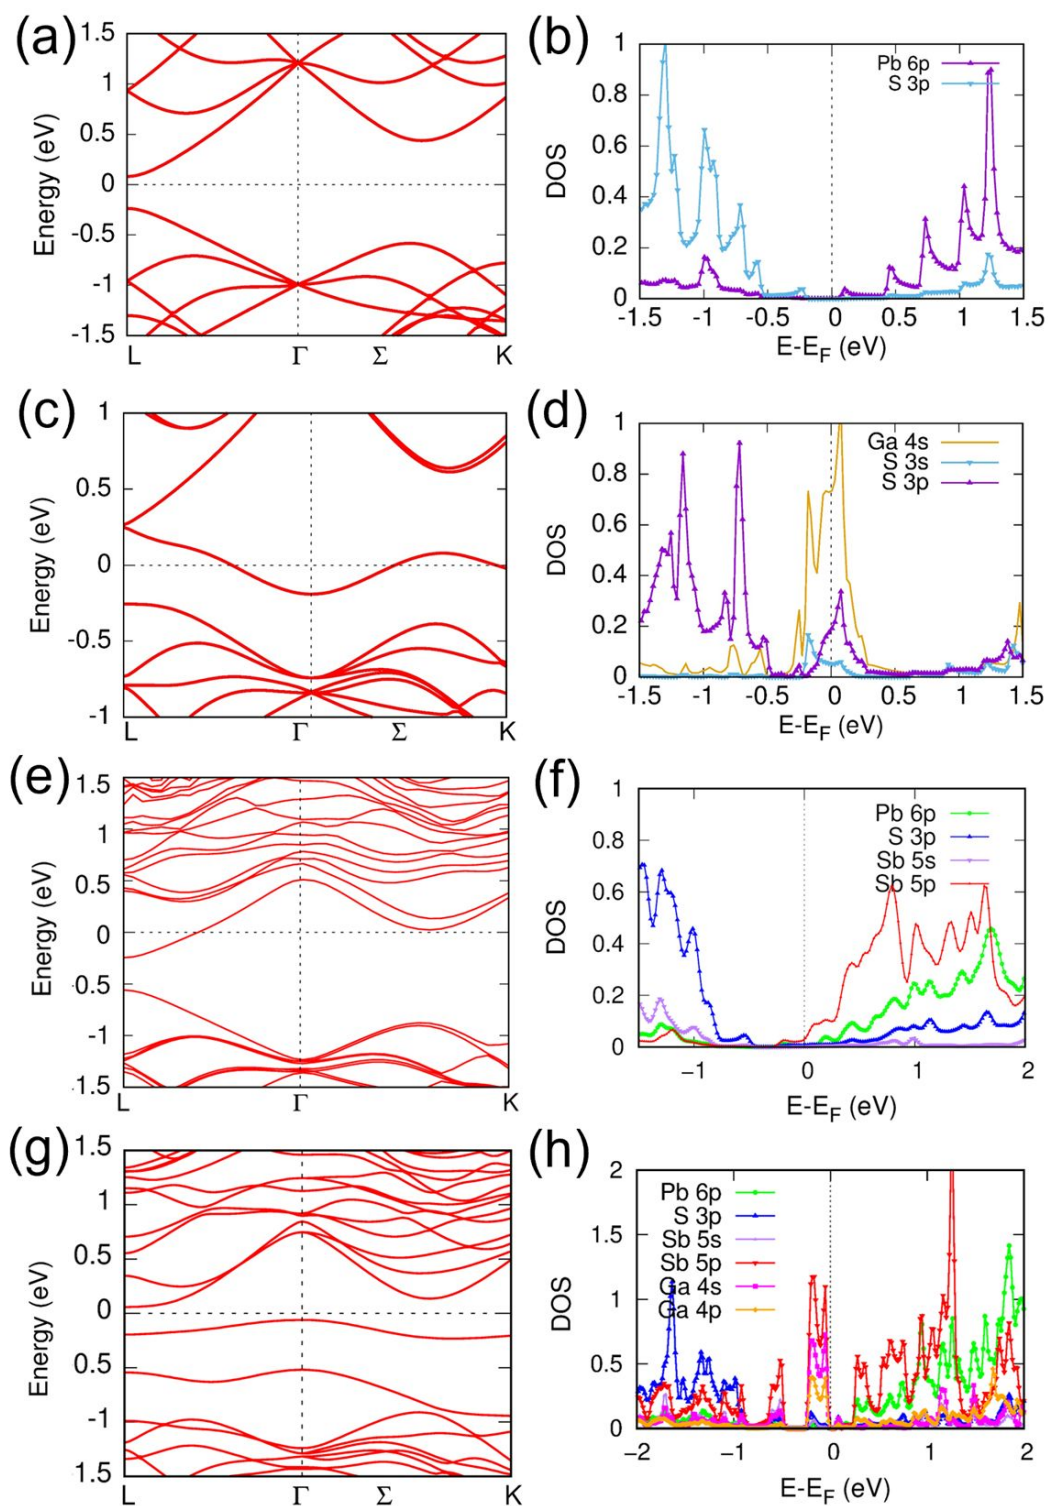 (a)
1.5
1
0.5
0
-0.5
-1
-1.5
Energy (eV)
L Γ Σ K
(b)
1
0.8
0.6
0.4
0.2
0
DOS
Pb 6p
S 3p
-1.5 -1 -0.5 0 0.5 1 1.5
E-EF (eV)
(c)
1
0.5
0
-0.5
-1
Energy (eV)
L Γ Σ K
(d)
1
0.8
0.6
0.4
0.2
0
DOS
Ga 4s
S 3s
S 3p
-1.5 -1 -0.5 0 0.5 1 1.5
E-EF (eV)
(e)
1.5
1
0.5
0
-0.5
-1
-1.5
Energy (eV)
L Γ K
(f)
1
0.8
0.6
0.4
0.2
0
DOS
Pb 6p
S 3p
Sb 5s
Sb 5p
−1 0 1 2
E-EF (eV)
(g)
1.5
1
0.5
0
0.5
-1
1.5
Energy (eV)
L Γ Σ K
(h)
2
1.5
1
0.5
0
DOS
Pb 6p
S 3p
Sb 5s
Sb 5p
Ga 4s
Ga 4p
−2 −1 0 1 2
E-EF (eV)